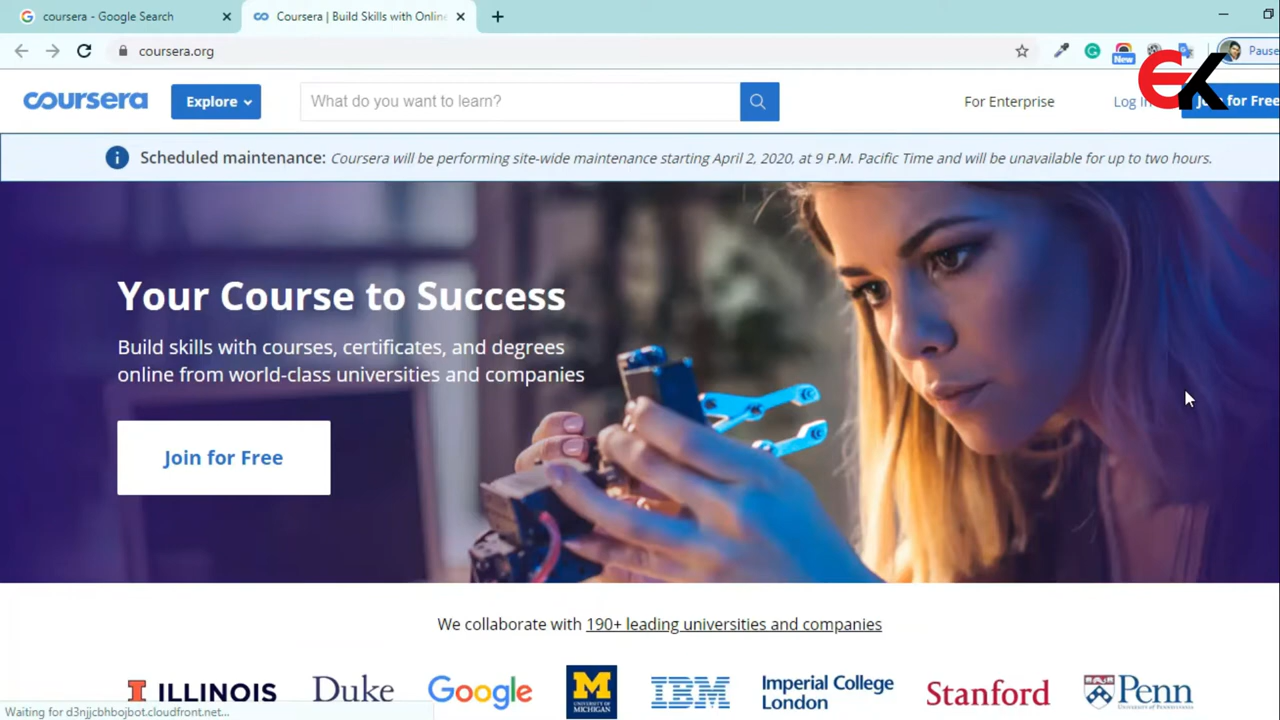 coursera - Google Search
Coursera | Build Skills with Onlin
coursera.org
New
Pause
coursera
Explore
What do you want to learn?
For Enterprise
Log In
Join for Free
EK
Scheduled maintenance: Coursera will be performing site-wide maintenance starting April 2, 2020, at 9 P.M. Pacific Time and will be unavailable for up to two hours.
Your Course to Success
Build skills with courses, certificates, and degrees
online from world-class universities and companies
Join for Free
We collaborate with 190+ leading universities and companies
I ILLINOIS
Duke
Google
M
UNIVERSITY OF
MICHIGAN
IBM
Imperial College
London
Stanford
Penn
Waiting for d3njjcbhbojbot.cloudfront.net...